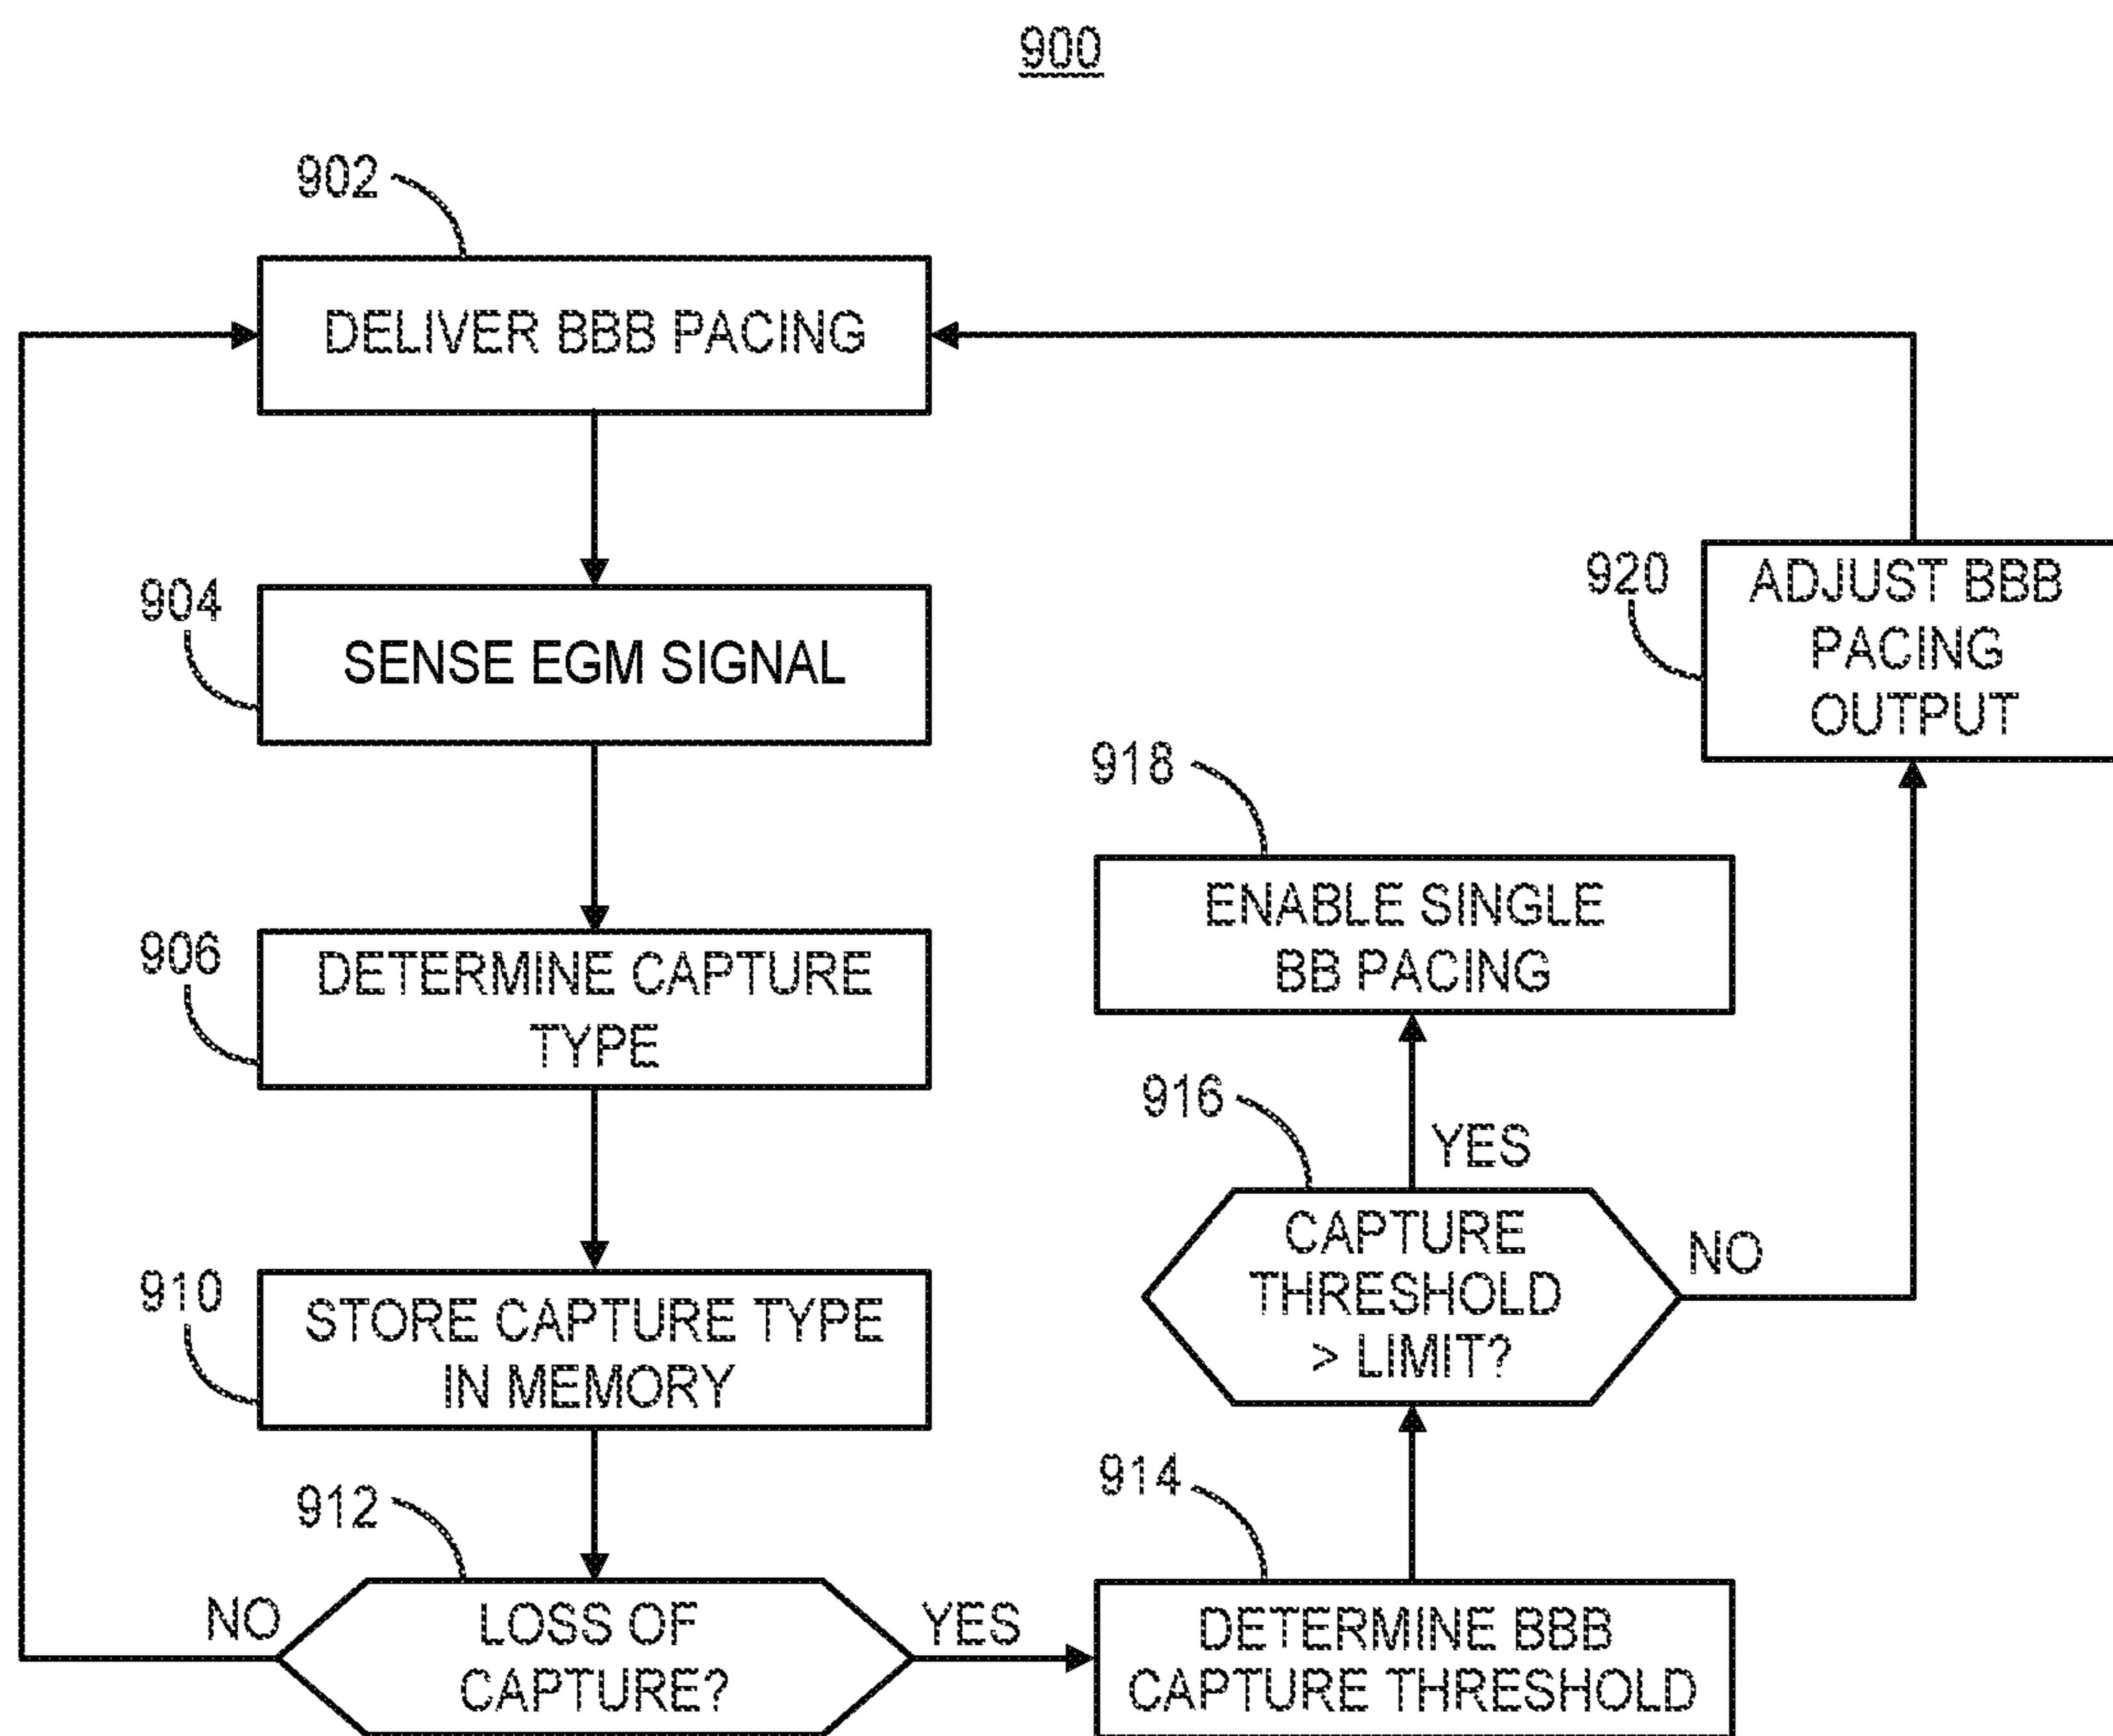 900
902
DELIVER BBB PACING
904
SENSE EGM SIGNAL
906
DETERMINE CAPTURE
TYPE
910
STORE CAPTURE TYPE
IN MEMORY
912
NO
LOSS OF
CAPTURE?
YES
914
DETERMINE BBB
CAPTURE THRESHOLD
916
CAPTURE
THRESHOLD
> LIMIT?
YES
NO
918
ENABLE SINGLE
BB PACING
920
ADJUST BBB
PACING
OUTPUT